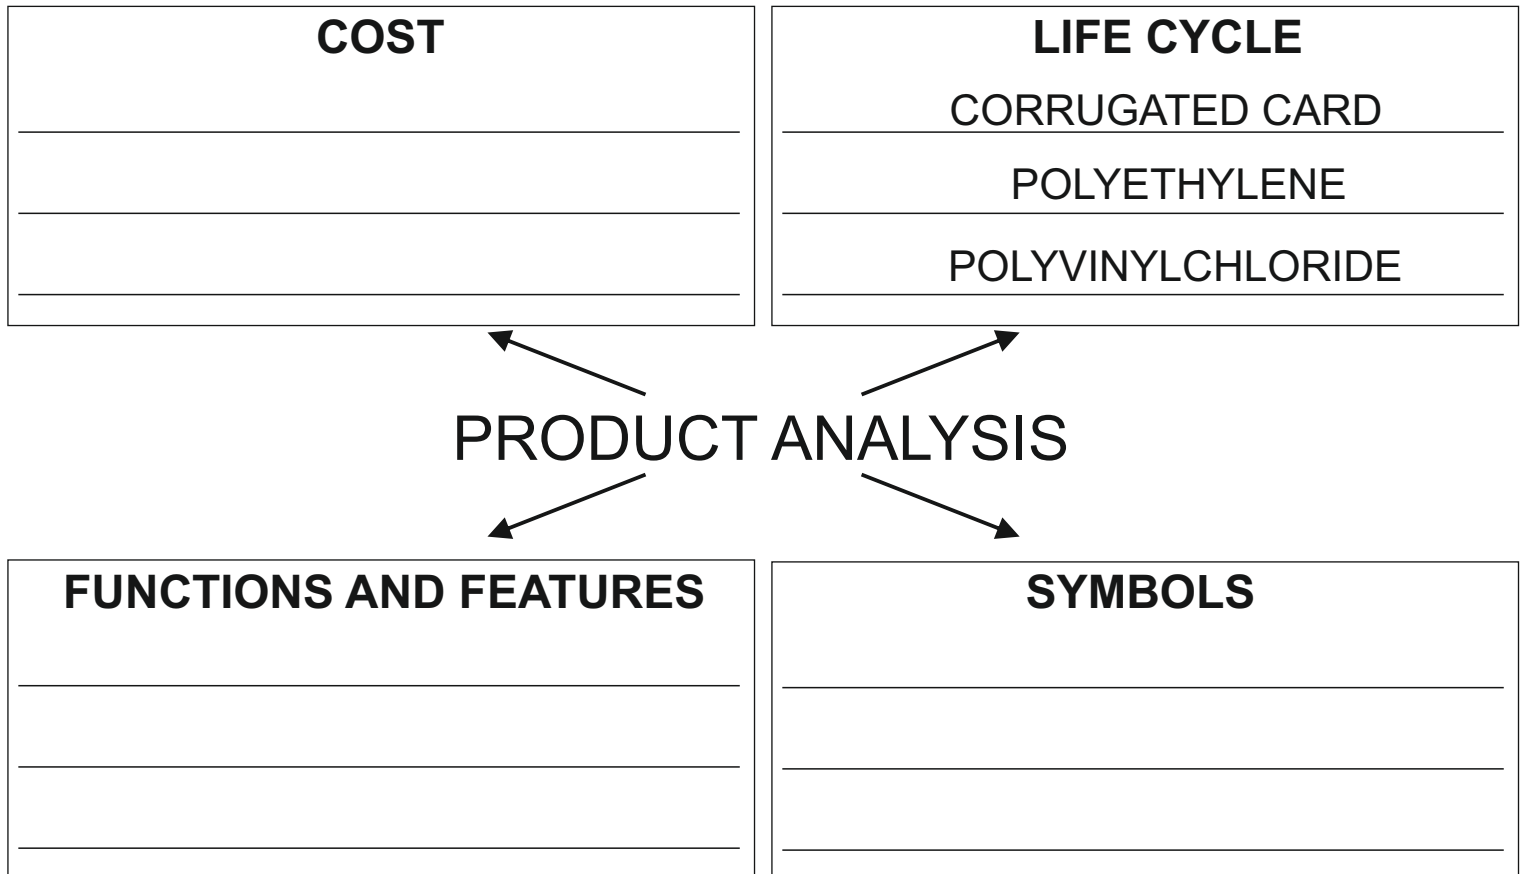 COST
LIFE CYCLE
CORRUGATED CARD
POLYETHYLENE
POLYVINYLCHLORIDE
PRODUCT ANALYSIS
FUNCTIONS AND FEATURES
SYMBOLS